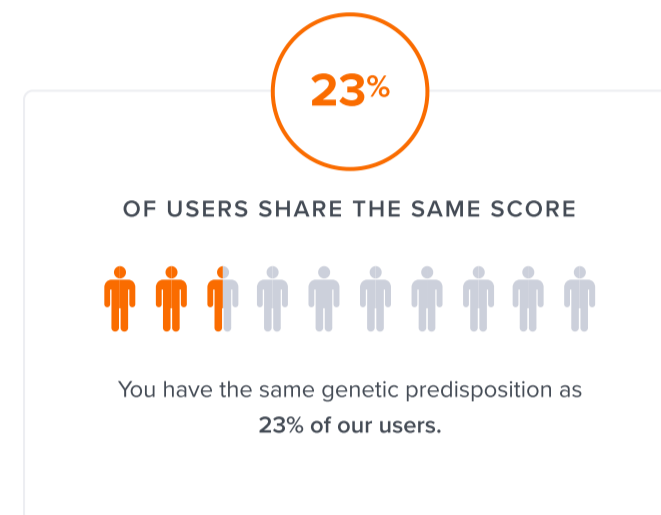 23%
OF USERS SHARE THE SAME SCORE
You have the same genetic predisposition as
23% of our users.